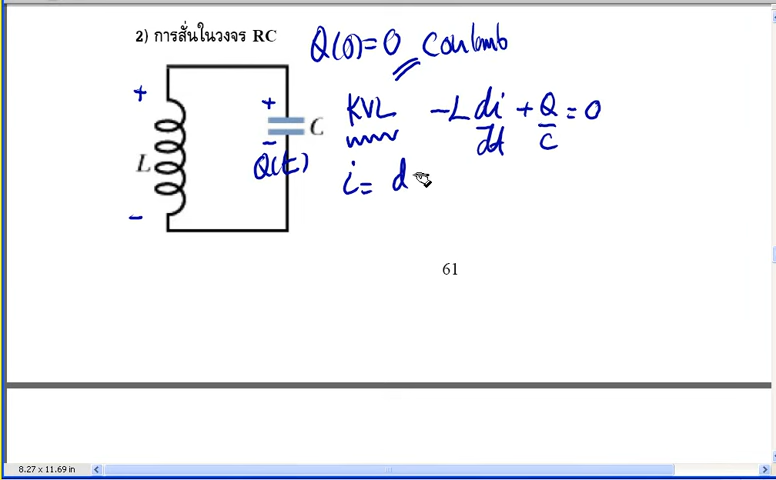 2) การสั่นในวงจร RC
Q(0)=0 Coulomb
+
+
KVL
-L di/dt + Q/C = 0
L
C
-
Q(t)
i= d
-
61
8.27 x 11.69 in